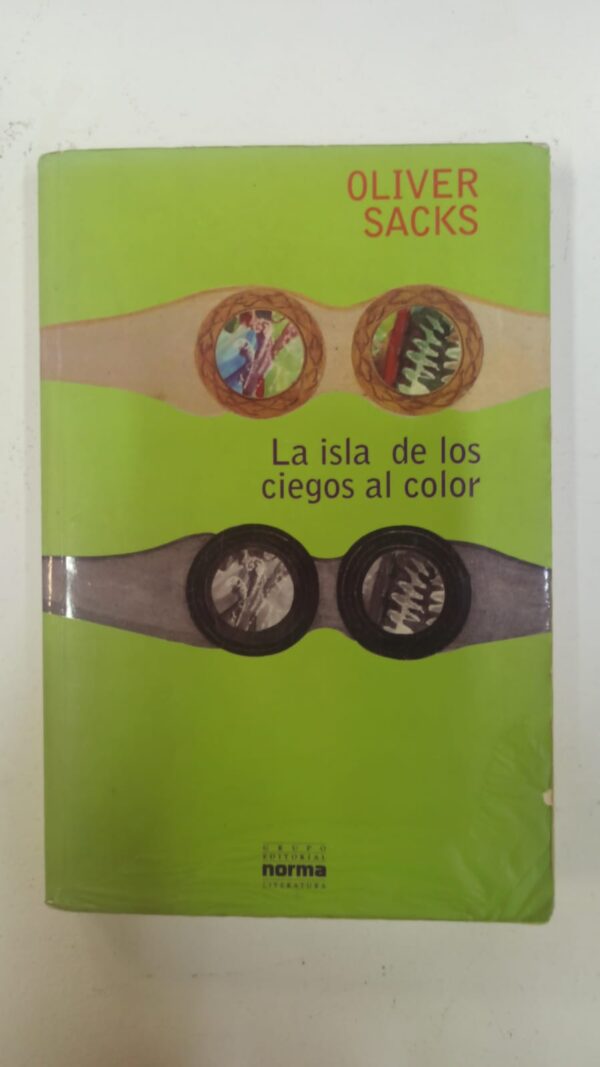 OLIVER
SACKS
La isla de los
ciegos al color
GRUPO
EDITORIAL
norma
LITERATURA